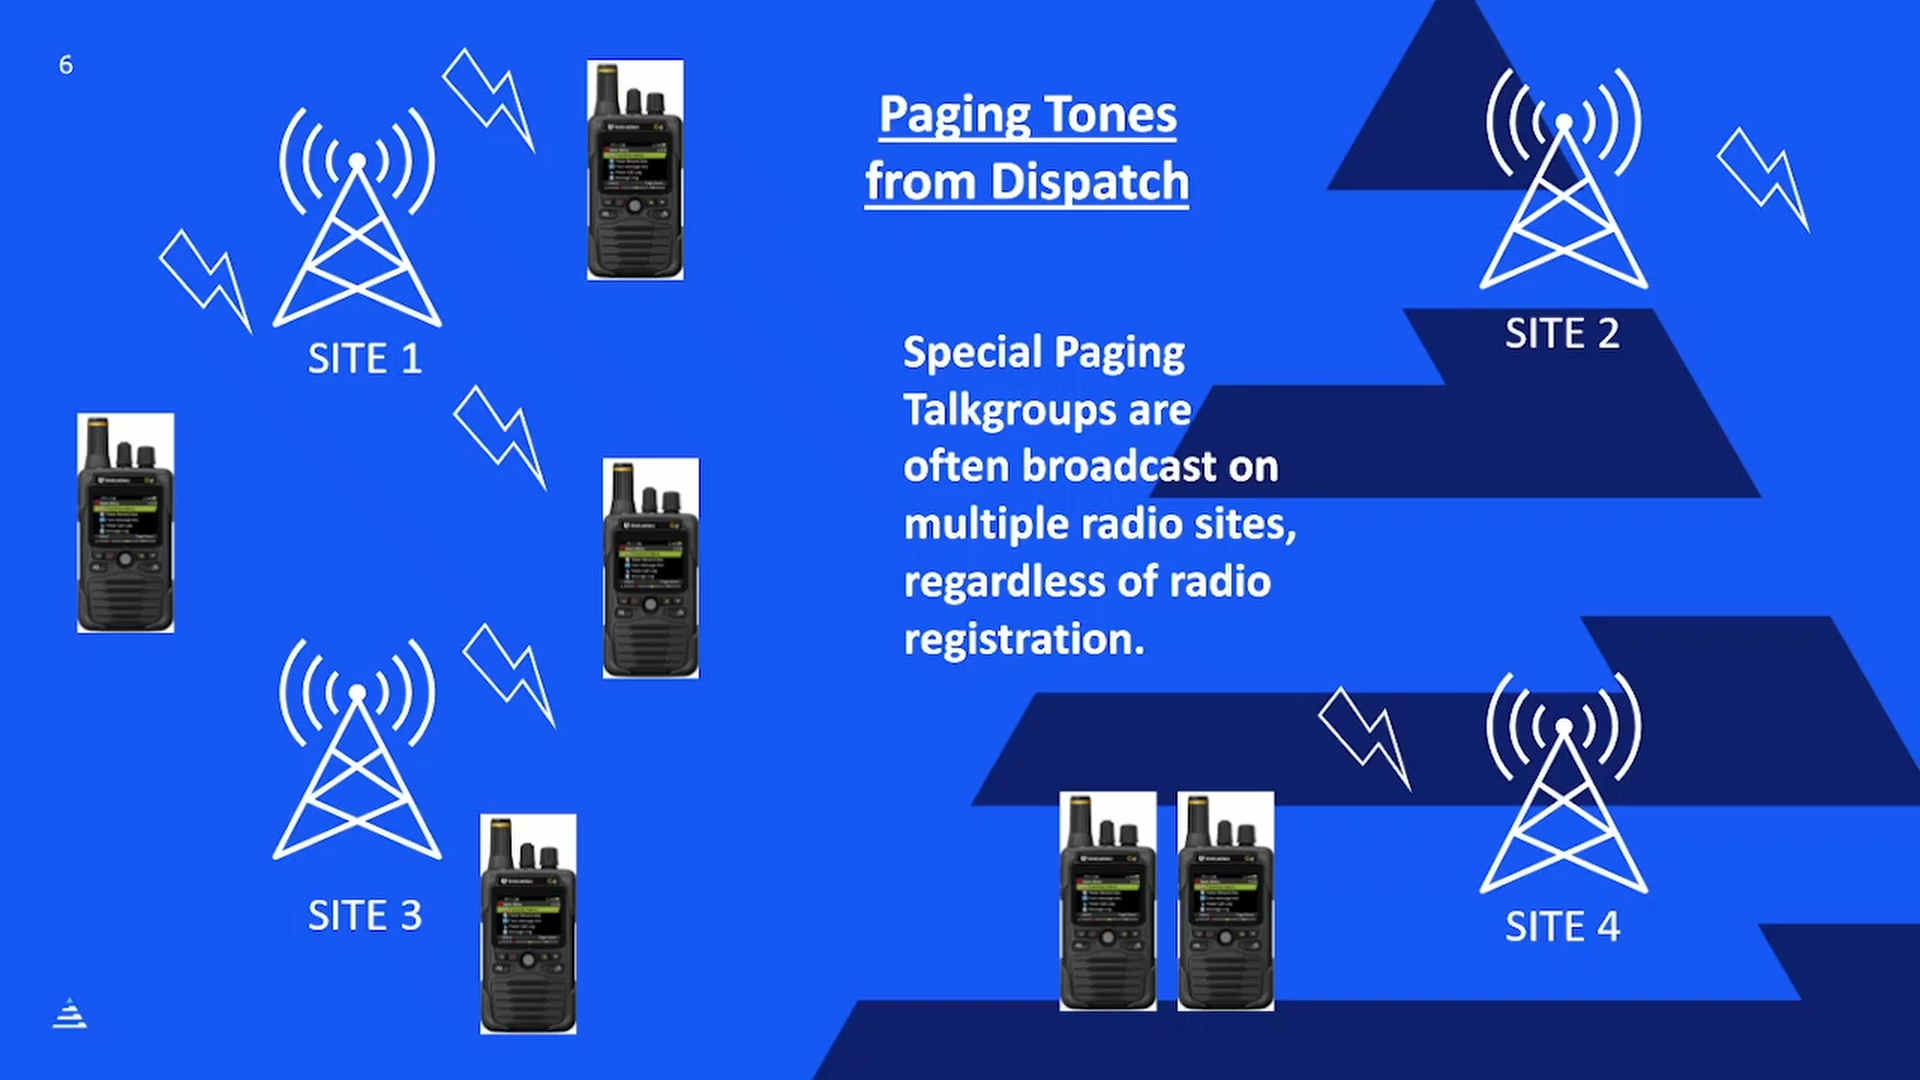 6
Paging Tones
from Dispatch
SITE 1
SITE 2
Special Paging
Talkgroups are
often broadcast on
multiple radio sites,
regardless of radio
registration.
SITE 3
SITE 4